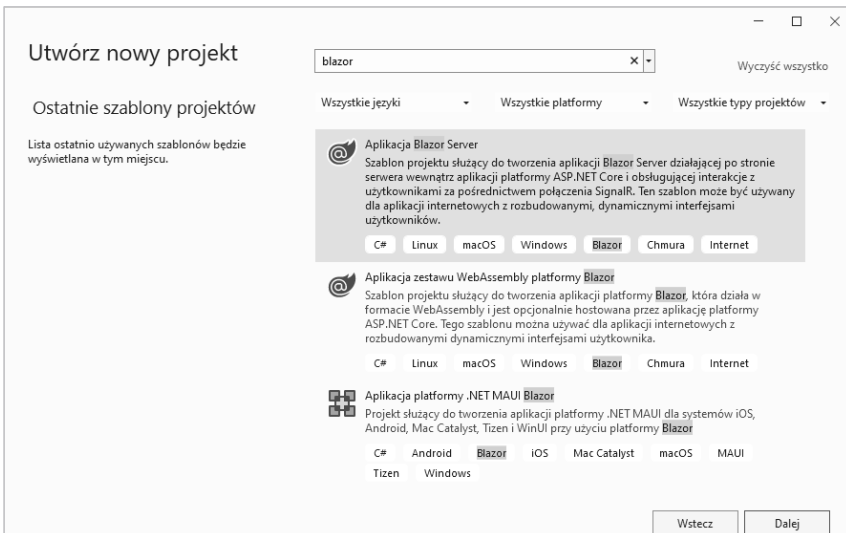 Utwórz nowy projekt
blazor
Wyczyść wszystko
Ostatnie szablony projektów
Wszystkie języki
Wszystkie platformy
Wszystkie typy projektów
Lista ostatnio używanych szablonów będzie
wyświetlana w tym miejscu.
Aplikacja Blazor Server
Szablon projektu służący do tworzenia aplikacji Blazor Server działającej po stronie
serwera wewnątrz aplikacji platformy ASP.NET Core i obsługującej interakcje z
użytkownikami za pośrednictwem połączenia SignalR. Ten szablon może być używany
dla aplikacji internetowych z rozbudowanymi, dynamicznymi interfejsami
użytkowników.
C# Linux macOS Windows Blazor Chmura Internet
Aplikacja zestawu WebAssembly platformy Blazor
Szablon projektu służący do tworzenia aplikacji platformy Blazor, która działa w
formacie WebAssembly i jest opcjonalnie hostowana przez aplikację platformy
ASP.NET Core. Tego szablonu można używać dla aplikacji internetowych z
rozbudowanymi dynamicznymi interfejsami użytkownika.
C# Linux macOS Windows Blazor Chmura Internet
Aplikacja platformy .NET MAUI Blazor
Projekt służący do tworzenia aplikacji platformy .NET MAUI dla systemów iOS,
Android, Mac Catalyst, Tizen i WinUI przy użyciu platformy Blazor
C# Android Blazor iOS Mac Catalyst macOS MAUI
Tizen Windows
Wstecz
Dalej